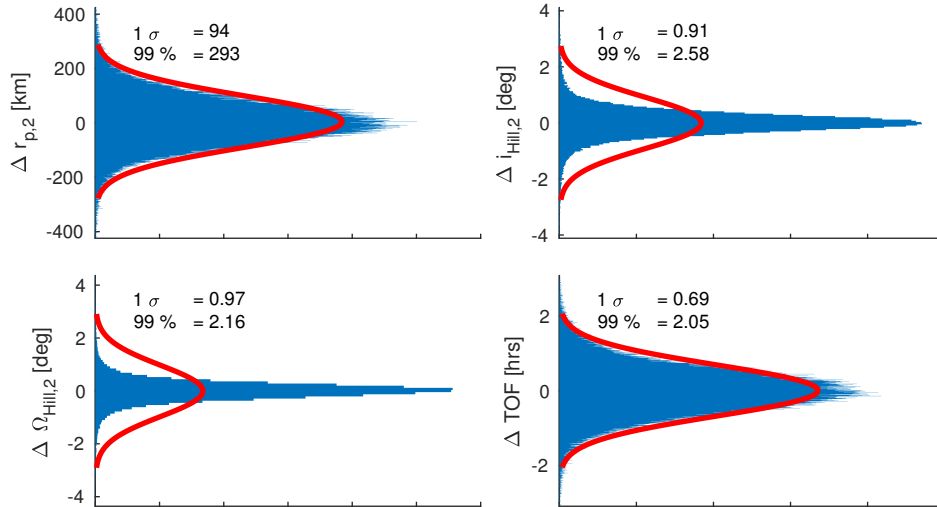 400
200
0
-200
-400
Δ r_p,2 [km]
1 σ = 94
99 % = 293
4
2
0
-2
-4
Δ i_Hill,2 [deg]
1 σ = 0.91
99 % = 2.58
4
2
0
-2
-4
Δ Ω_Hill,2 [deg]
1 σ = 0.97
99 % = 2.16
2
0
-2
Δ TOF [hrs]
1 σ = 0.69
99 % = 2.05